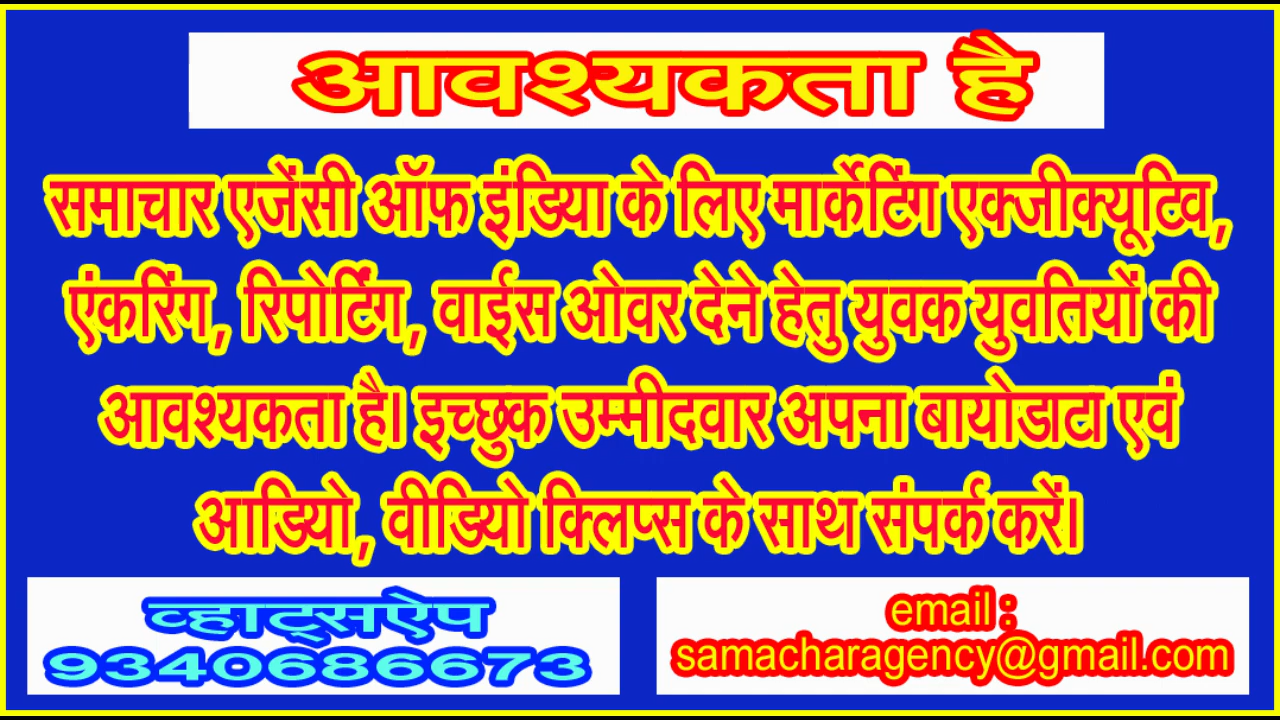 आवश्यकता है
समाचार एजेंसी ऑफ इंडिया के लिए मार्केटिंग एक्जीक्यूटिव,
एंकरिंग, रिपोर्टिंग, वाईस ओवर देने हेतु युवक युवतियों की
आवश्यकता है। इच्छुक उम्मीदवार अपना बायोडाटा एवं
आडियो, वीडियो क्लिप्स के साथ संपर्क करें।
व्हाट्सऐप
9340686673
email :
samacharagency@gmail.com